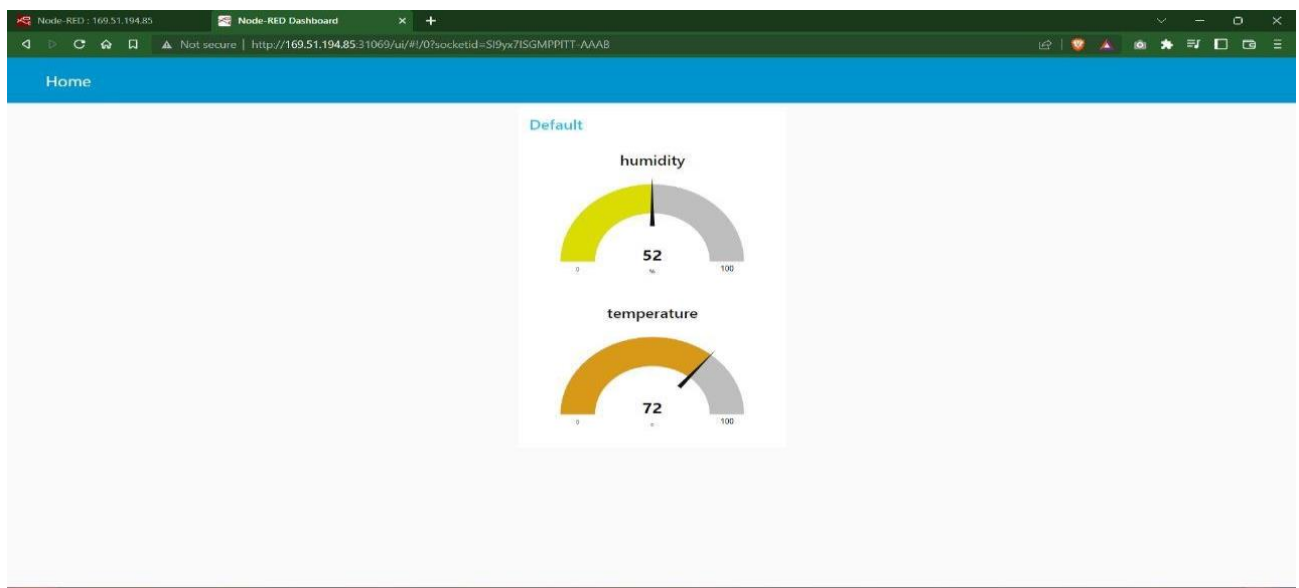 Node-RED : 169.51.194.85
Node-RED Dashboard
Not secure | http://169.51.194.85:31069/ui/#!/0?socketid=SI9yx7ISGMPPITT-AAAB
Home
Default
humidity
52
0
%
100
temperature
72
0
100